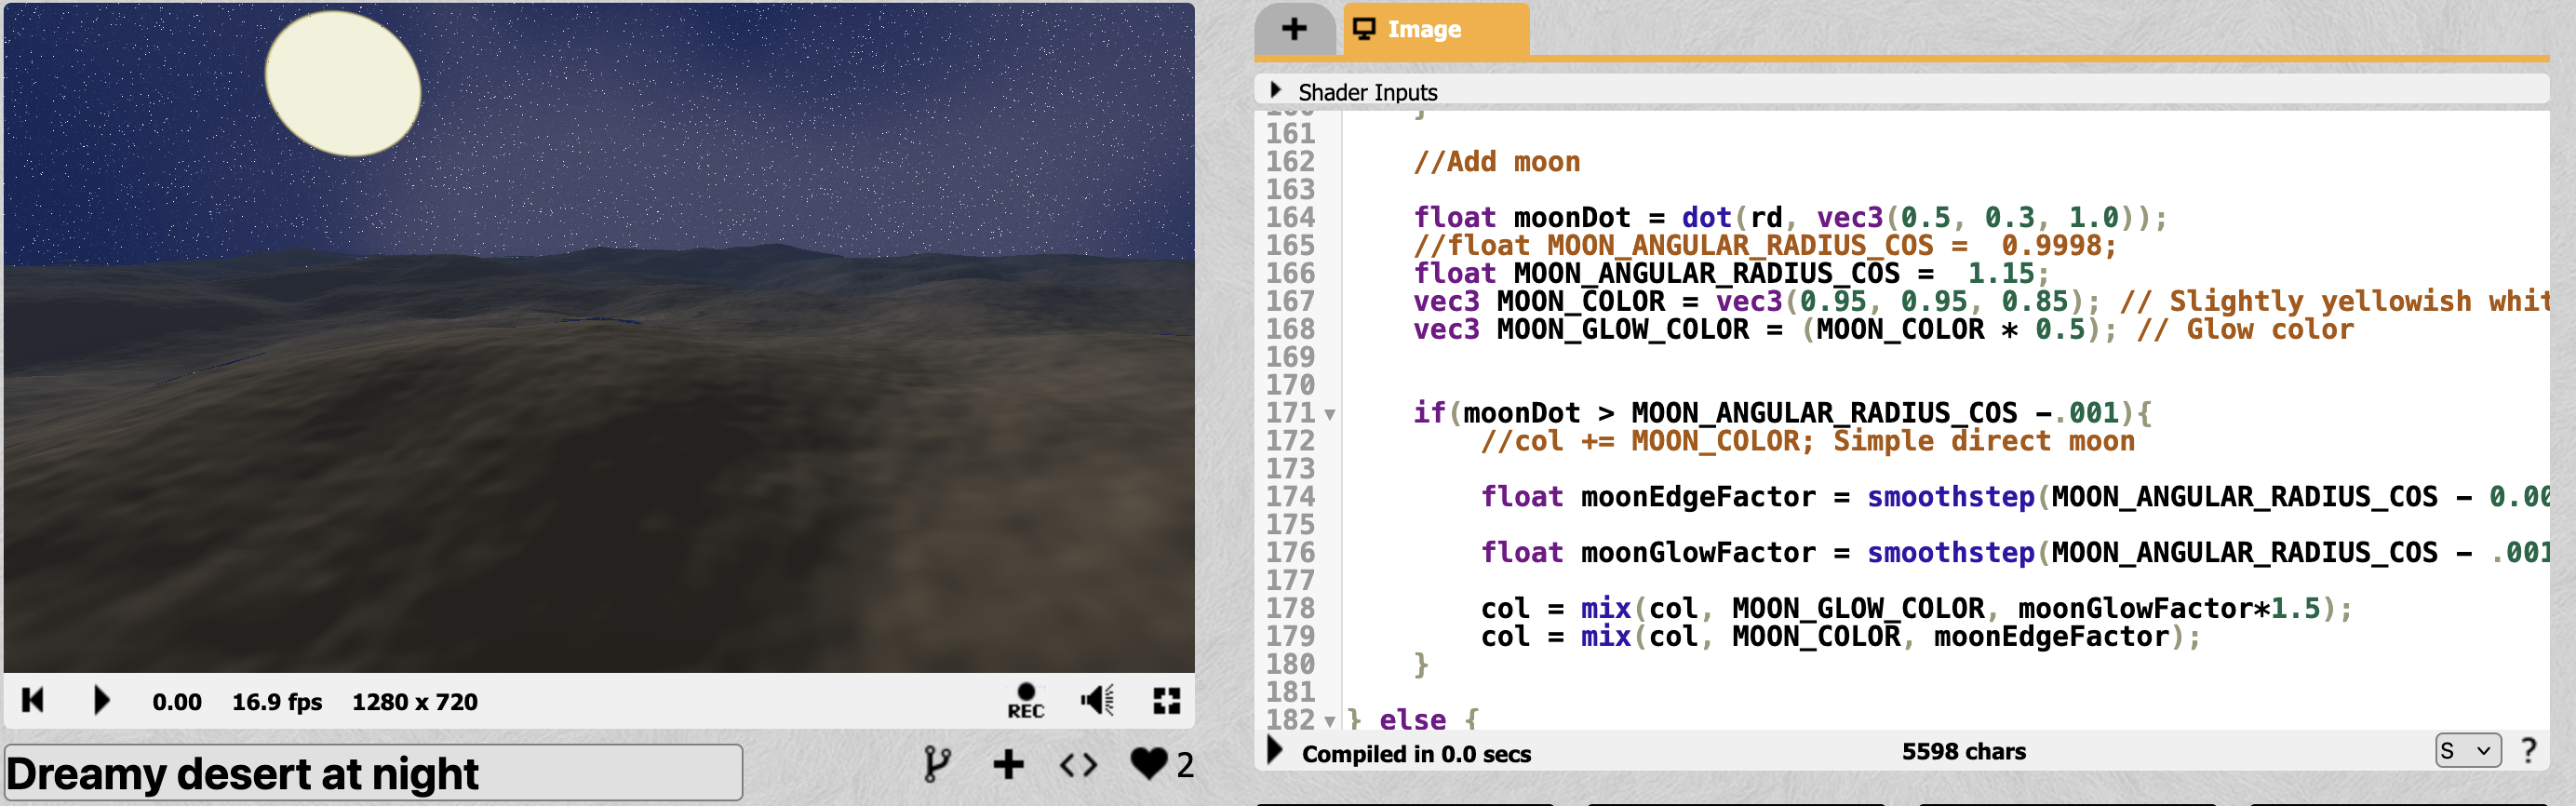 0.00 16.9 fps 1280 x 720
REC
Dreamy desert at night
2
+ Image
Shader Inputs
161
162 //Add moon
163
164 float moonDot = dot(rd, vec3(0.5, 0.3, 1.0));
165 //float MOON_ANGULAR_RADIUS_COS =  0.9998;
166 float MOON_ANGULAR_RADIUS_COS =  1.15;
167 vec3 MOON_COLOR = vec3(0.95, 0.95, 0.85); // Slightly yellowish whit
168 vec3 MOON_GLOW_COLOR = (MOON_COLOR * 0.5); // Glow color
169
170
171 if(moonDot > MOON_ANGULAR_RADIUS_COS -.001){
172 //col += MOON_COLOR; Simple direct moon
173
174 float moonEdgeFactor = smoothstep(MOON_ANGULAR_RADIUS_COS - 0.00
175
176 float moonGlowFactor = smoothstep(MOON_ANGULAR_RADIUS_COS - .001
177
178 col = mix(col, MOON_GLOW_COLOR, moonGlowFactor*1.5);
179 col = mix(col, MOON_COLOR, moonEdgeFactor);
180 }
181
182 } else {
Compiled in 0.0 secs 5598 chars S ?